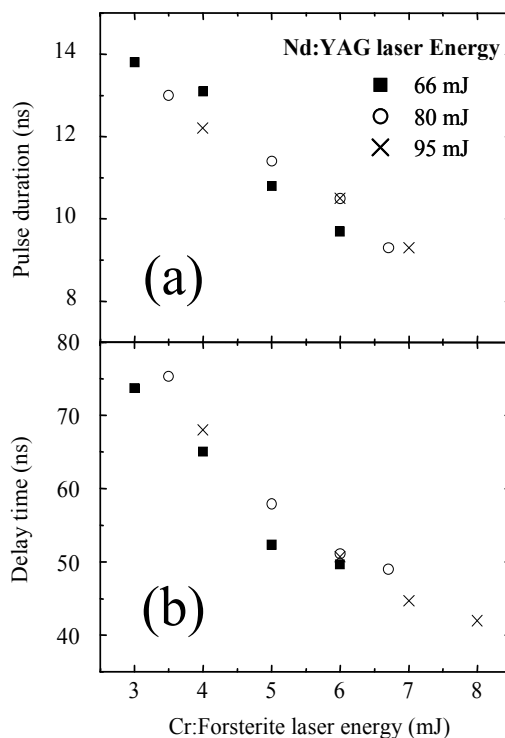 Nd:YAG laser Energy
66 mJ
80 mJ
95 mJ
14
12
10
8
Pulse duration (ns)
(a)
80
70
60
50
40
Delay time (ns)
(b)
3 4 5 6 7 8
Cr:Forsterite laser energy (mJ)